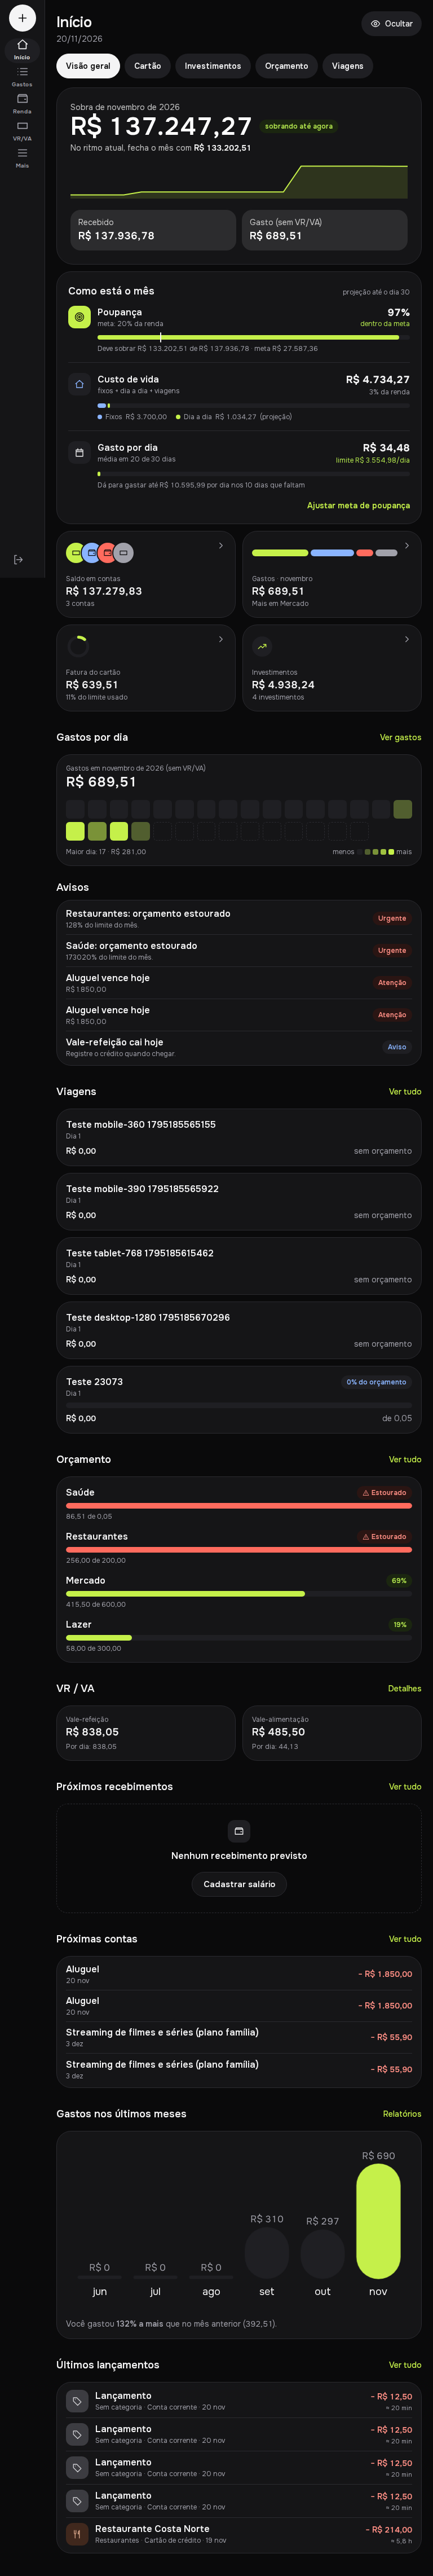 Início
20/11/2026
Ocultar
Início
Gastos
Renda
VR/VA
Mais
Visão geral
Cartão
Investimentos
Orçamento
Viagens
Sobra de novembro de 2026
R$ 137.247,27
sobrando até agora
No ritmo atual, fecha o mês com R$ 133.202,51
Recebido
R$ 137.936,78
Gasto (sem VR/VA)
R$ 689,51
Como está o mês
projeção até o dia 30
Poupança
97%
meta: 20% da renda
dentro da meta
Deve sobrar R$ 133.202,51 de R$ 137.936,78 · meta R$ 27.587,36
Custo de vida
R$ 4.734,27
fixos + dia a dia + viagens
3% da renda
Fixos R$ 3.700,00
Dia a dia R$ 1.034,27 (projeção)
Gasto por dia
R$ 34,48
média em 20 de 30 dias
limite R$ 3.554,98/dia
Dá para gastar até R$ 10.595,99 por dia nos 10 dias que faltam
Ajustar meta de poupança
Saldo em contas
R$ 137.279,83
3 contas
Gastos · novembro
R$ 689,51
Mais em Mercado
Fatura do cartão
R$ 639,51
11% do limite usado
Investimentos
R$ 4.938,24
4 investimentos
Gastos por dia
Ver gastos
Gastos em novembro de 2026 (sem VR/VA)
R$ 689,51
Maior dia: 17 · R$ 281,00
menos
mais
Avisos
Restaurantes: orçamento estourado
128% do limite do mês.
Urgente
Saúde: orçamento estourado
173020% do limite do mês.
Urgente
Aluguel vence hoje
R$ 1.850,00
Atenção
Aluguel vence hoje
R$ 1.850,00
Atenção
Vale-refeição cai hoje
Registre o crédito quando chegar.
Aviso
Viagens
Ver tudo
Teste mobile-360 1795185565155
Dia 1
R$ 0,00
sem orçamento
Teste mobile-390 1795185565922
Dia 1
R$ 0,00
sem orçamento
Teste tablet-768 1795185615462
Dia 1
R$ 0,00
sem orçamento
Teste desktop-1280 1795185670296
Dia 1
R$ 0,00
sem orçamento
Teste 23073
0% do orçamento
Dia 1
R$ 0,00
de 0,05
Orçamento
Ver tudo
Saúde
Estourado
86,51 de 0,05
Restaurantes
Estourado
256,00 de 200,00
Mercado
69%
415,50 de 600,00
Lazer
19%
58,00 de 300,00
VR / VA
Detalhes
Vale-refeição
R$ 838,05
Por dia: 838,05
Vale-alimentação
R$ 485,50
Por dia: 44,13
Próximos recebimentos
Ver tudo
Nenhum recebimento previsto
Cadastrar salário
Próximas contas
Ver tudo
Aluguel
20 nov
− R$ 1.850,00
Aluguel
20 nov
− R$ 1.850,00
Streaming de filmes e séries (plano família)
3 dez
− R$ 55,90
Streaming de filmes e séries (plano família)
3 dez
− R$ 55,90
Gastos nos últimos meses
Relatórios
R$ 0
R$ 0
R$ 0
R$ 310
R$ 297
R$ 690
jun
jul
ago
set
out
nov
Você gastou 132% a mais que no mês anterior (392,51).
Últimos lançamentos
Ver tudo
Lançamento
Sem categoria · Conta corrente · 20 nov
− R$ 12,50
≈ 20 min
Lançamento
Sem categoria · Conta corrente · 20 nov
− R$ 12,50
≈ 20 min
Lançamento
Sem categoria · Conta corrente · 20 nov
− R$ 12,50
≈ 20 min
Lançamento
Sem categoria · Conta corrente · 20 nov
− R$ 12,50
≈ 20 min
Restaurante Costa Norte
Restaurantes · Cartão de crédito · 19 nov
− R$ 214,00
≈ 5,8 h